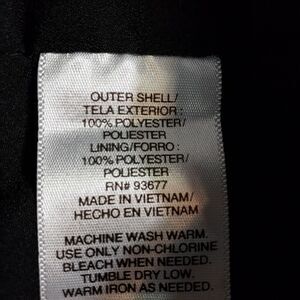 OUTER SHELL/
TELA EXTERIOR :
100% POLYESTER/
POLIESTER
LINING/FORRO :
100% POLYESTER/
POLIESTER
RN# 93677
MADE IN VIETNAM/
HECHO EN VIETNAM
MACHINE WASH WARM.
USE ONLY NON-CHLORINE
BLEACH WHEN NEEDED.
TUMBLE DRY LOW.
WARM IRON AS NEEDED.